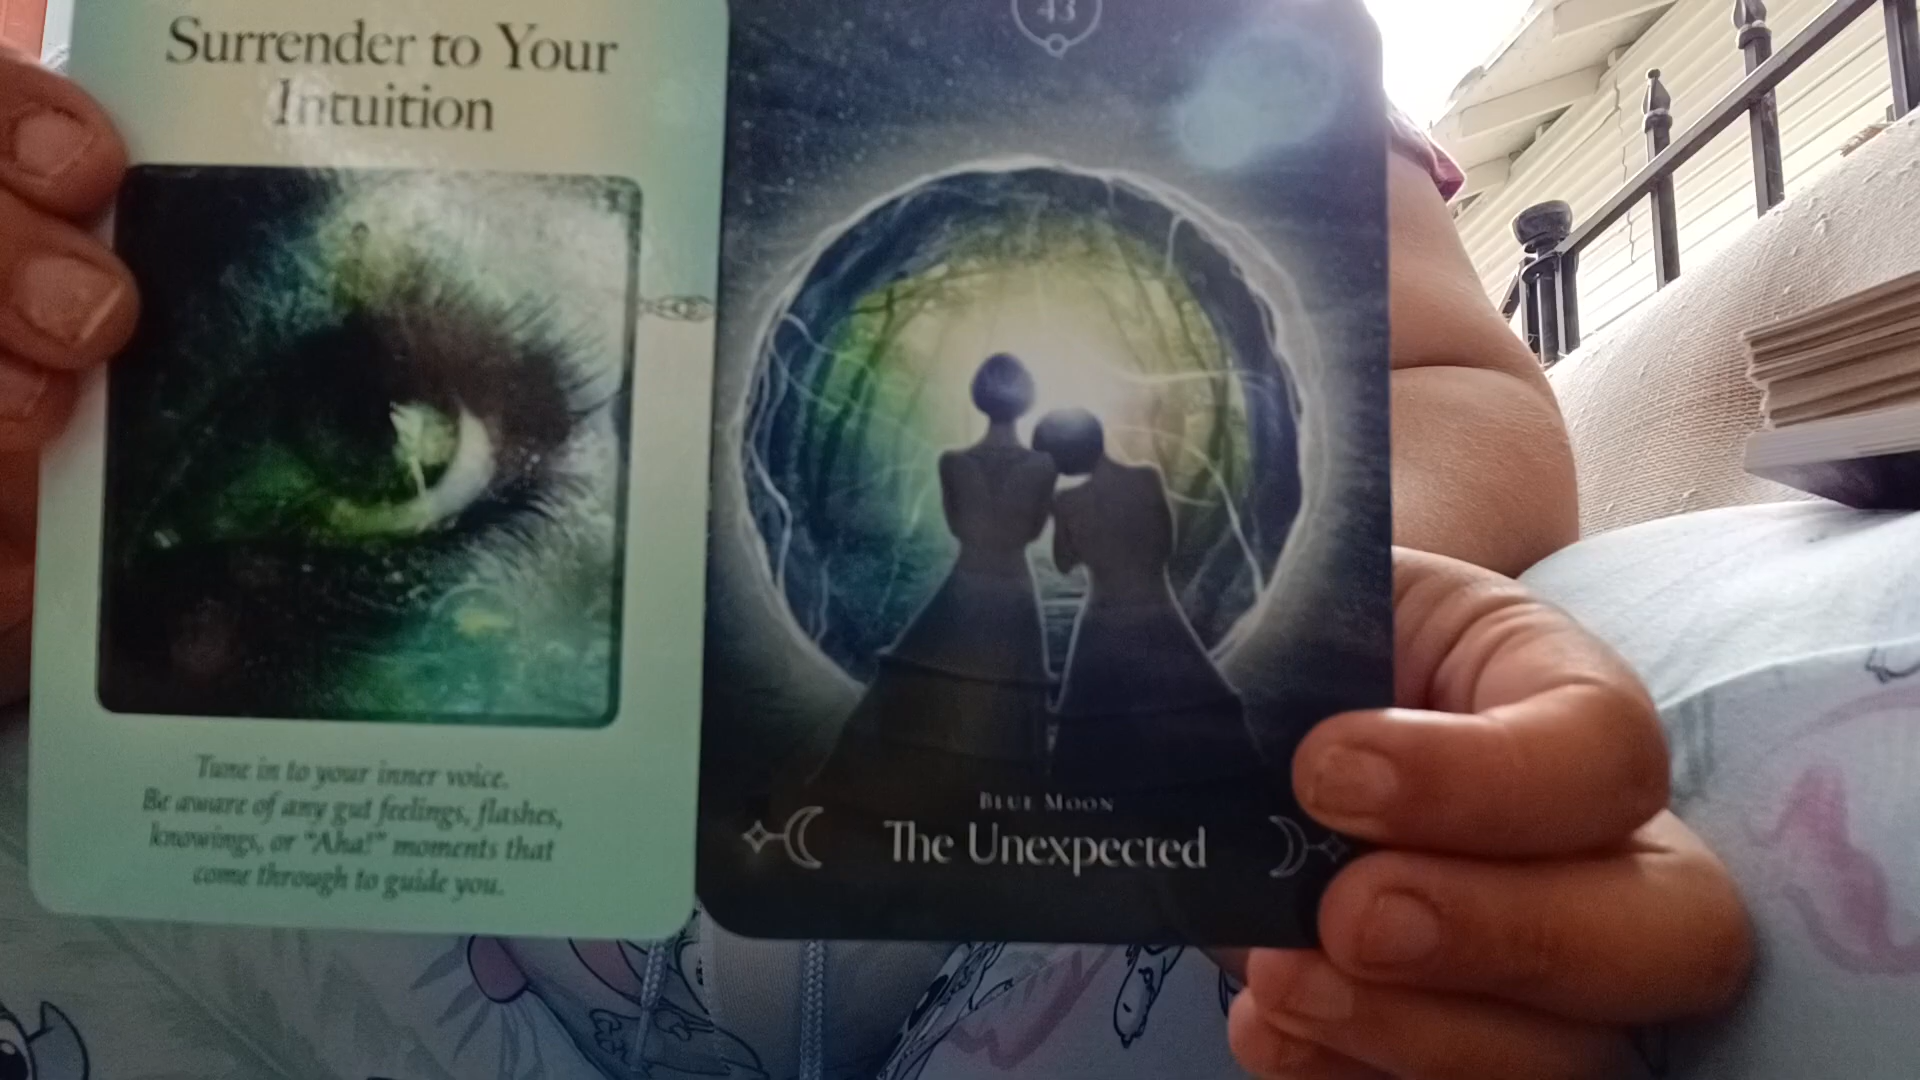 Surrender to Your
Intuition
Tune in to your inner voice.
Be aware of any gut feelings, flashes,
knowings, or "Aha!" moments that
come through to guide you.
43
BLUE MOON
The Unexpected